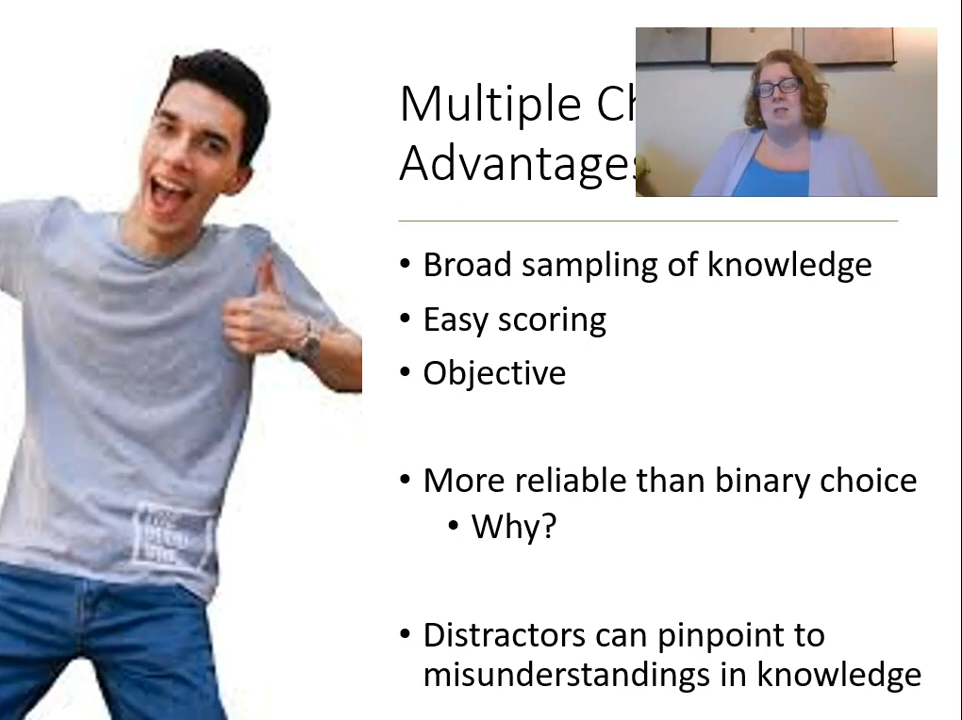 Multiple Ch
Advantages
• Broad sampling of knowledge
• Easy scoring
• Objective
• More reliable than binary choice
• Why?
• Distractors can pinpoint to
misunderstandings in knowledge